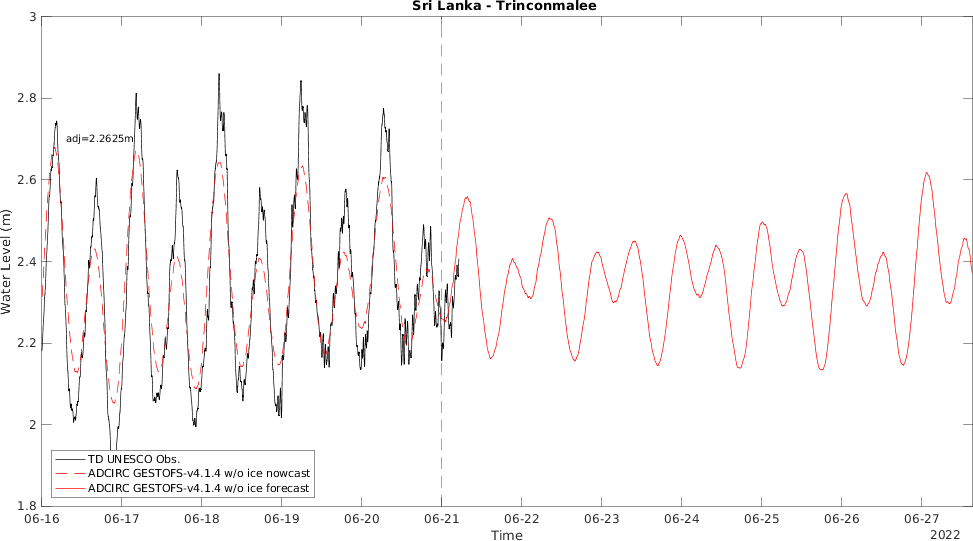 Sri Lanka - Trinconmalee
3
2.8
2.6
2.4
2.2
2
1.8
Water Level (m)
adj=2.2625m
TD UNESCO Obs.
ADCIRC GESTOFS-v4.1.4 w/o ice nowcast
ADCIRC GESTOFS-v4.1.4 w/o ice forecast
06-16 06-17 06-18 06-19 06-20 06-21 06-22 06-23 06-24 06-25 06-26 06-27
2022
Time